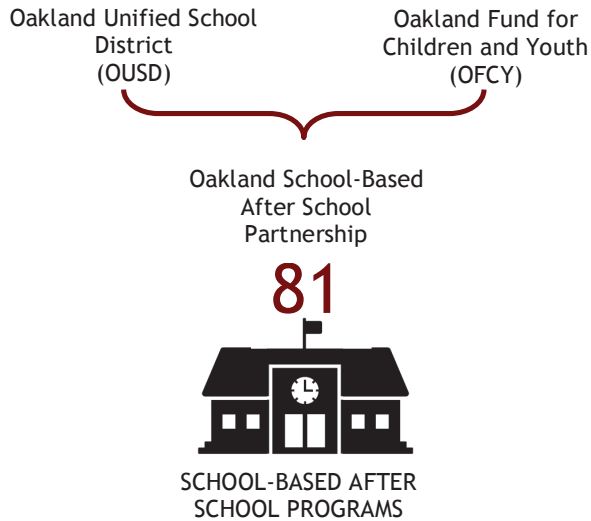 Oakland Unified School
District
(OUSD)
Oakland Fund for
Children and Youth
(OFCY)
Oakland School-Based
After School
Partnership
81
SCHOOL-BASED AFTER
SCHOOL PROGRAMS